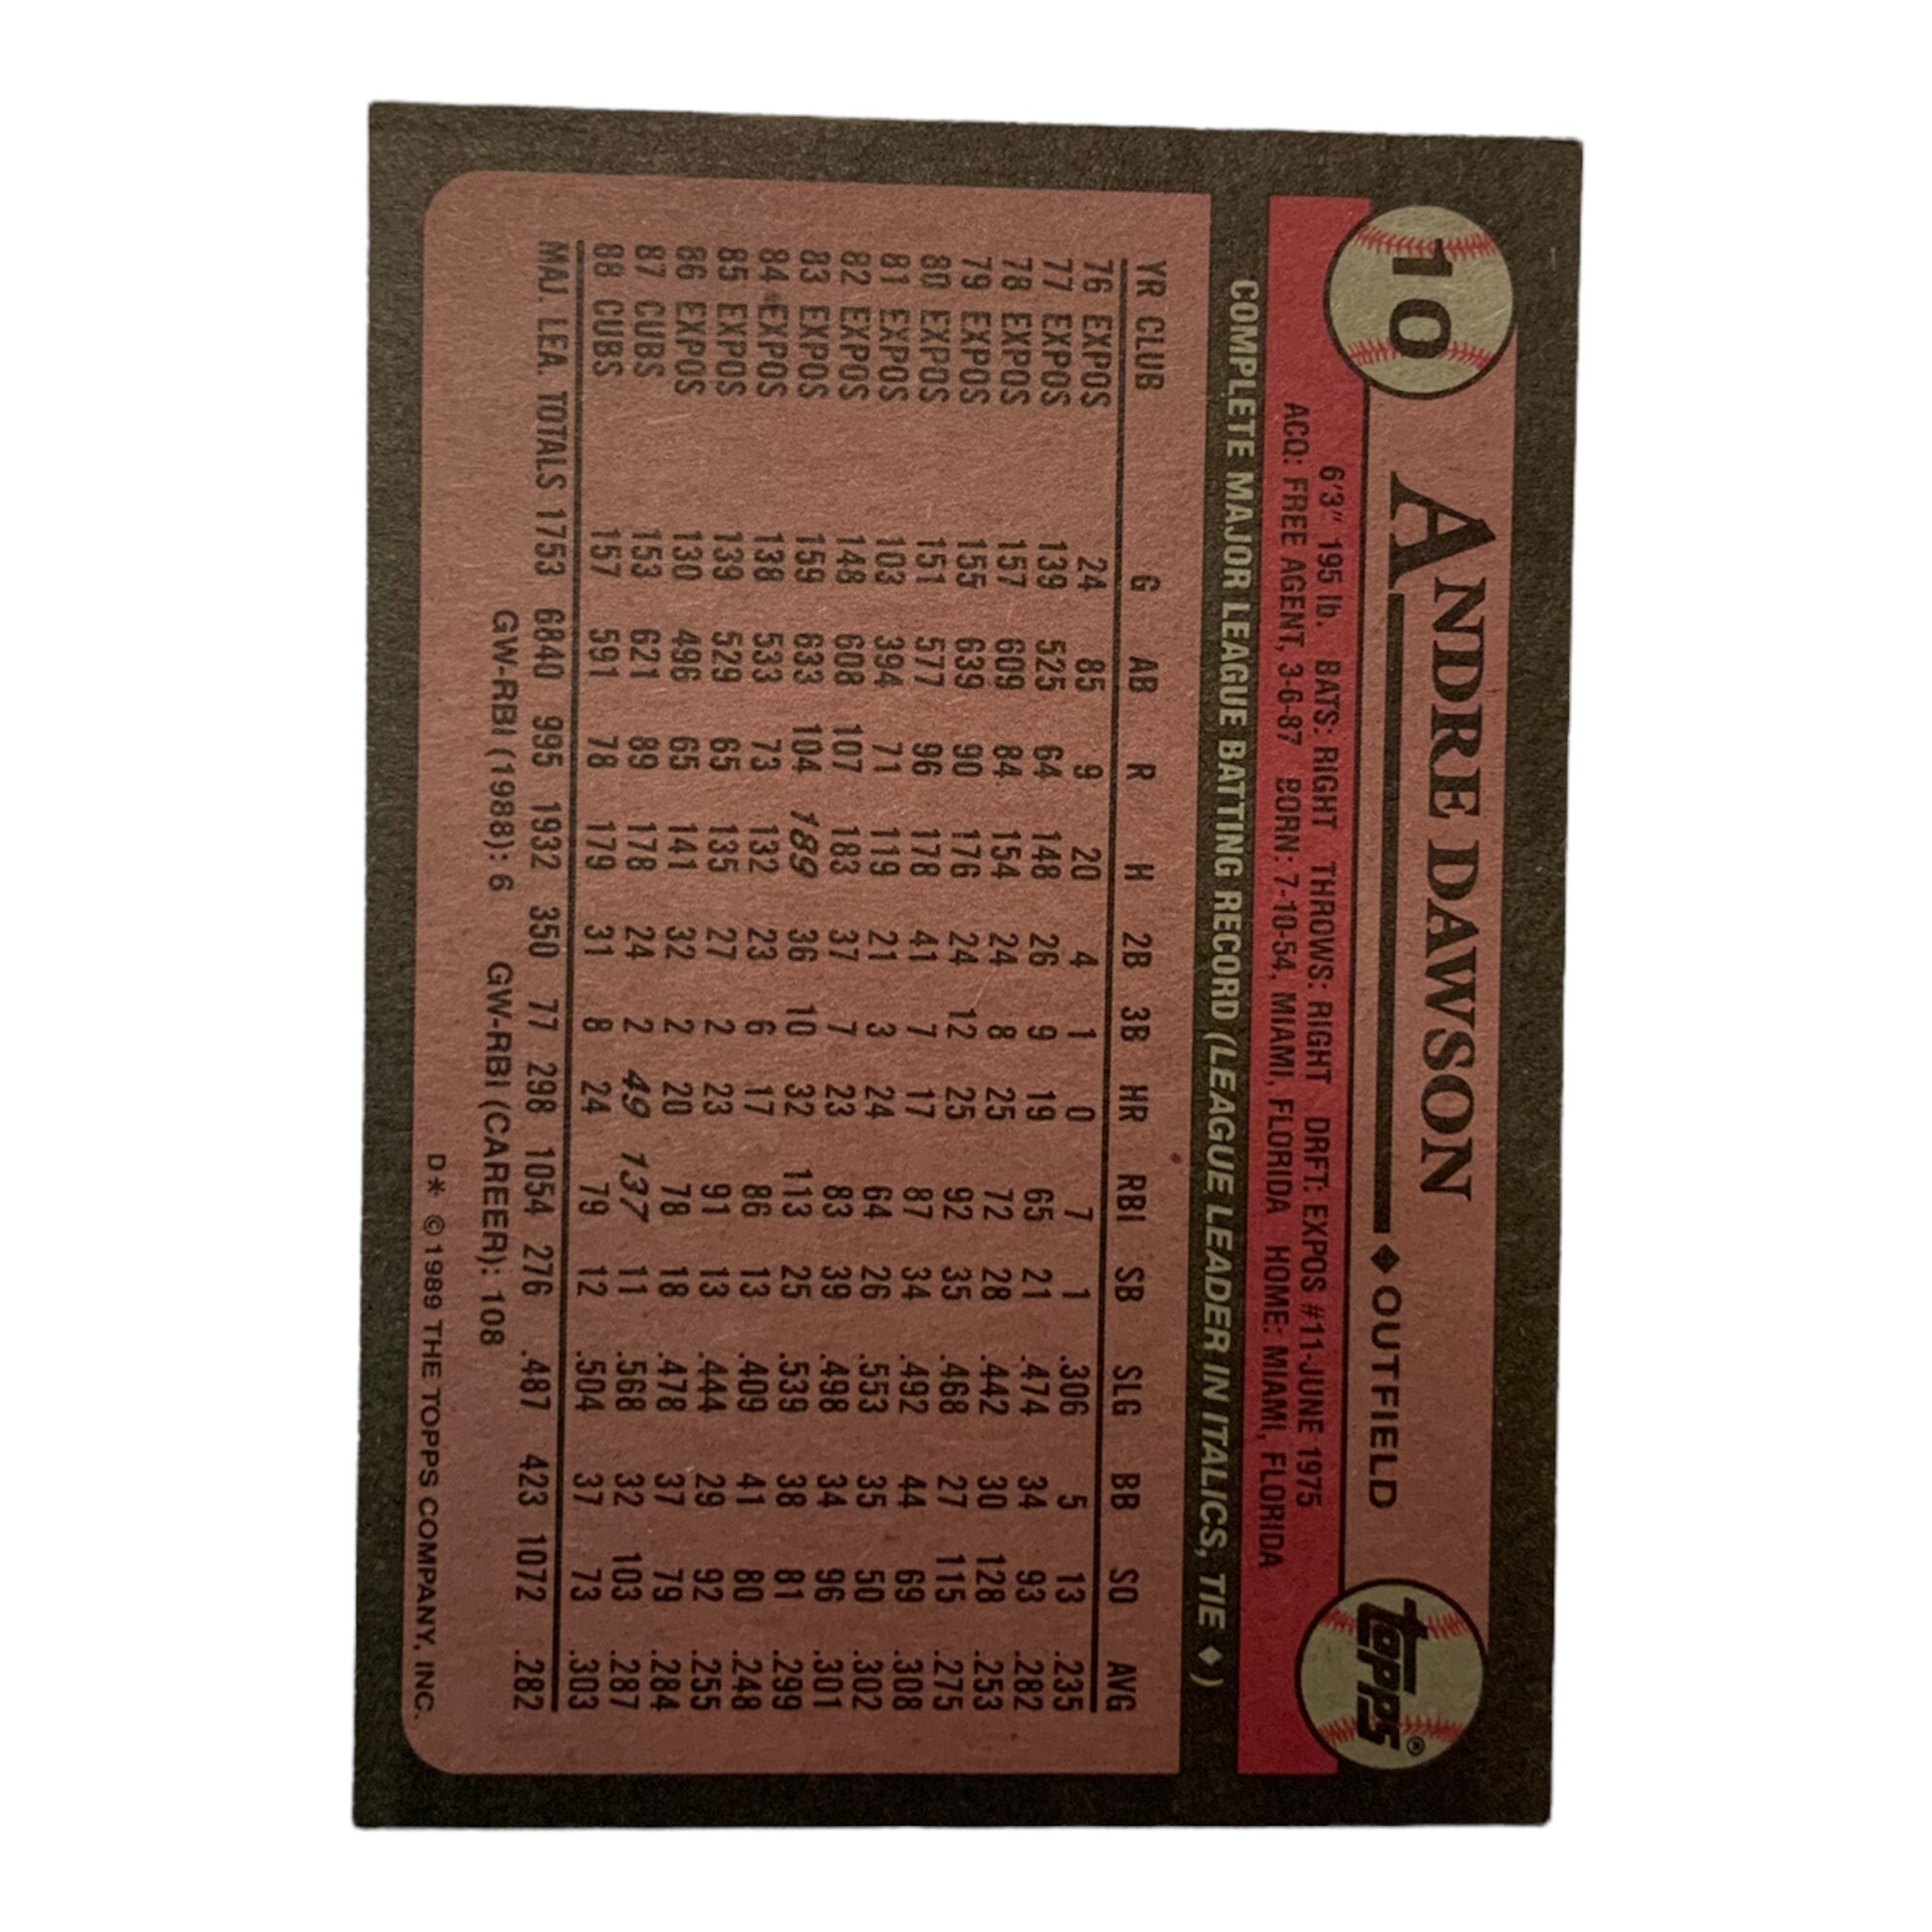 10
ANDRE DAWSON
◆OUTFIELD
topps®
6'3" 195 lb. BATS: RIGHT THROWS: RIGHT DRFT: EXPOS #11-JUNE 1975
ACQ: FREE AGENT, 3-6-87 BORN: 7-10-54, MIAMI, FLORIDA HOME: MIAMI, FLORIDA
COMPLETE MAJOR LEAGUE BATTING RECORD (LEAGUE LEADER IN ITALICS, TIE ◆)
YR CLUB G AB R H 2B 3B HR RBI SB SLG BB SO AVG
76 EXPOS 24 85 9 20 4 1 0 7 1 .306 5 13 .235
77 EXPOS 139 525 64 148 26 9 19 65 21 .474 34 93 .282
78 EXPOS 157 609 84 154 24 8 25 72 28 .442 30 128 .253
79 EXPOS 155 639 90 176 24 12 25 92 35 .468 27 115 .275
80 EXPOS 151 577 96 178 41 7 17 87 34 .492 44 69 .308
81 EXPOS 103 394 71 119 21 3 24 64 26 .553 35 50 .302
82 EXPOS 148 608 107 183 37 7 23 83 39 .498 34 96 .301
83 EXPOS 159 633 104 189 36 10 32 113 25 .539 38 81 .299
84 EXPOS 138 533 73 132 23 6 17 86 13 .409 41 80 .248
85 EXPOS 139 529 65 135 27 2 23 91 13 .444 29 92 .255
86 EXPOS 130 496 65 141 32 2 20 78 18 .478 37 79 .284
87 CUBS 153 621 89 178 24 2 49 137 11 .568 32 103 .287
88 CUBS 157 591 78 179 31 8 24 79 12 .504 37 73 .303
MAJ. LEA. TOTALS 1753 6840 995 1932 350 77 298 1054 276 .487 423 1072 .282
GW-RBI (1988): 6 GW-RBI (CAREER): 108
D* ©1989 THE TOPPS COMPANY, INC.